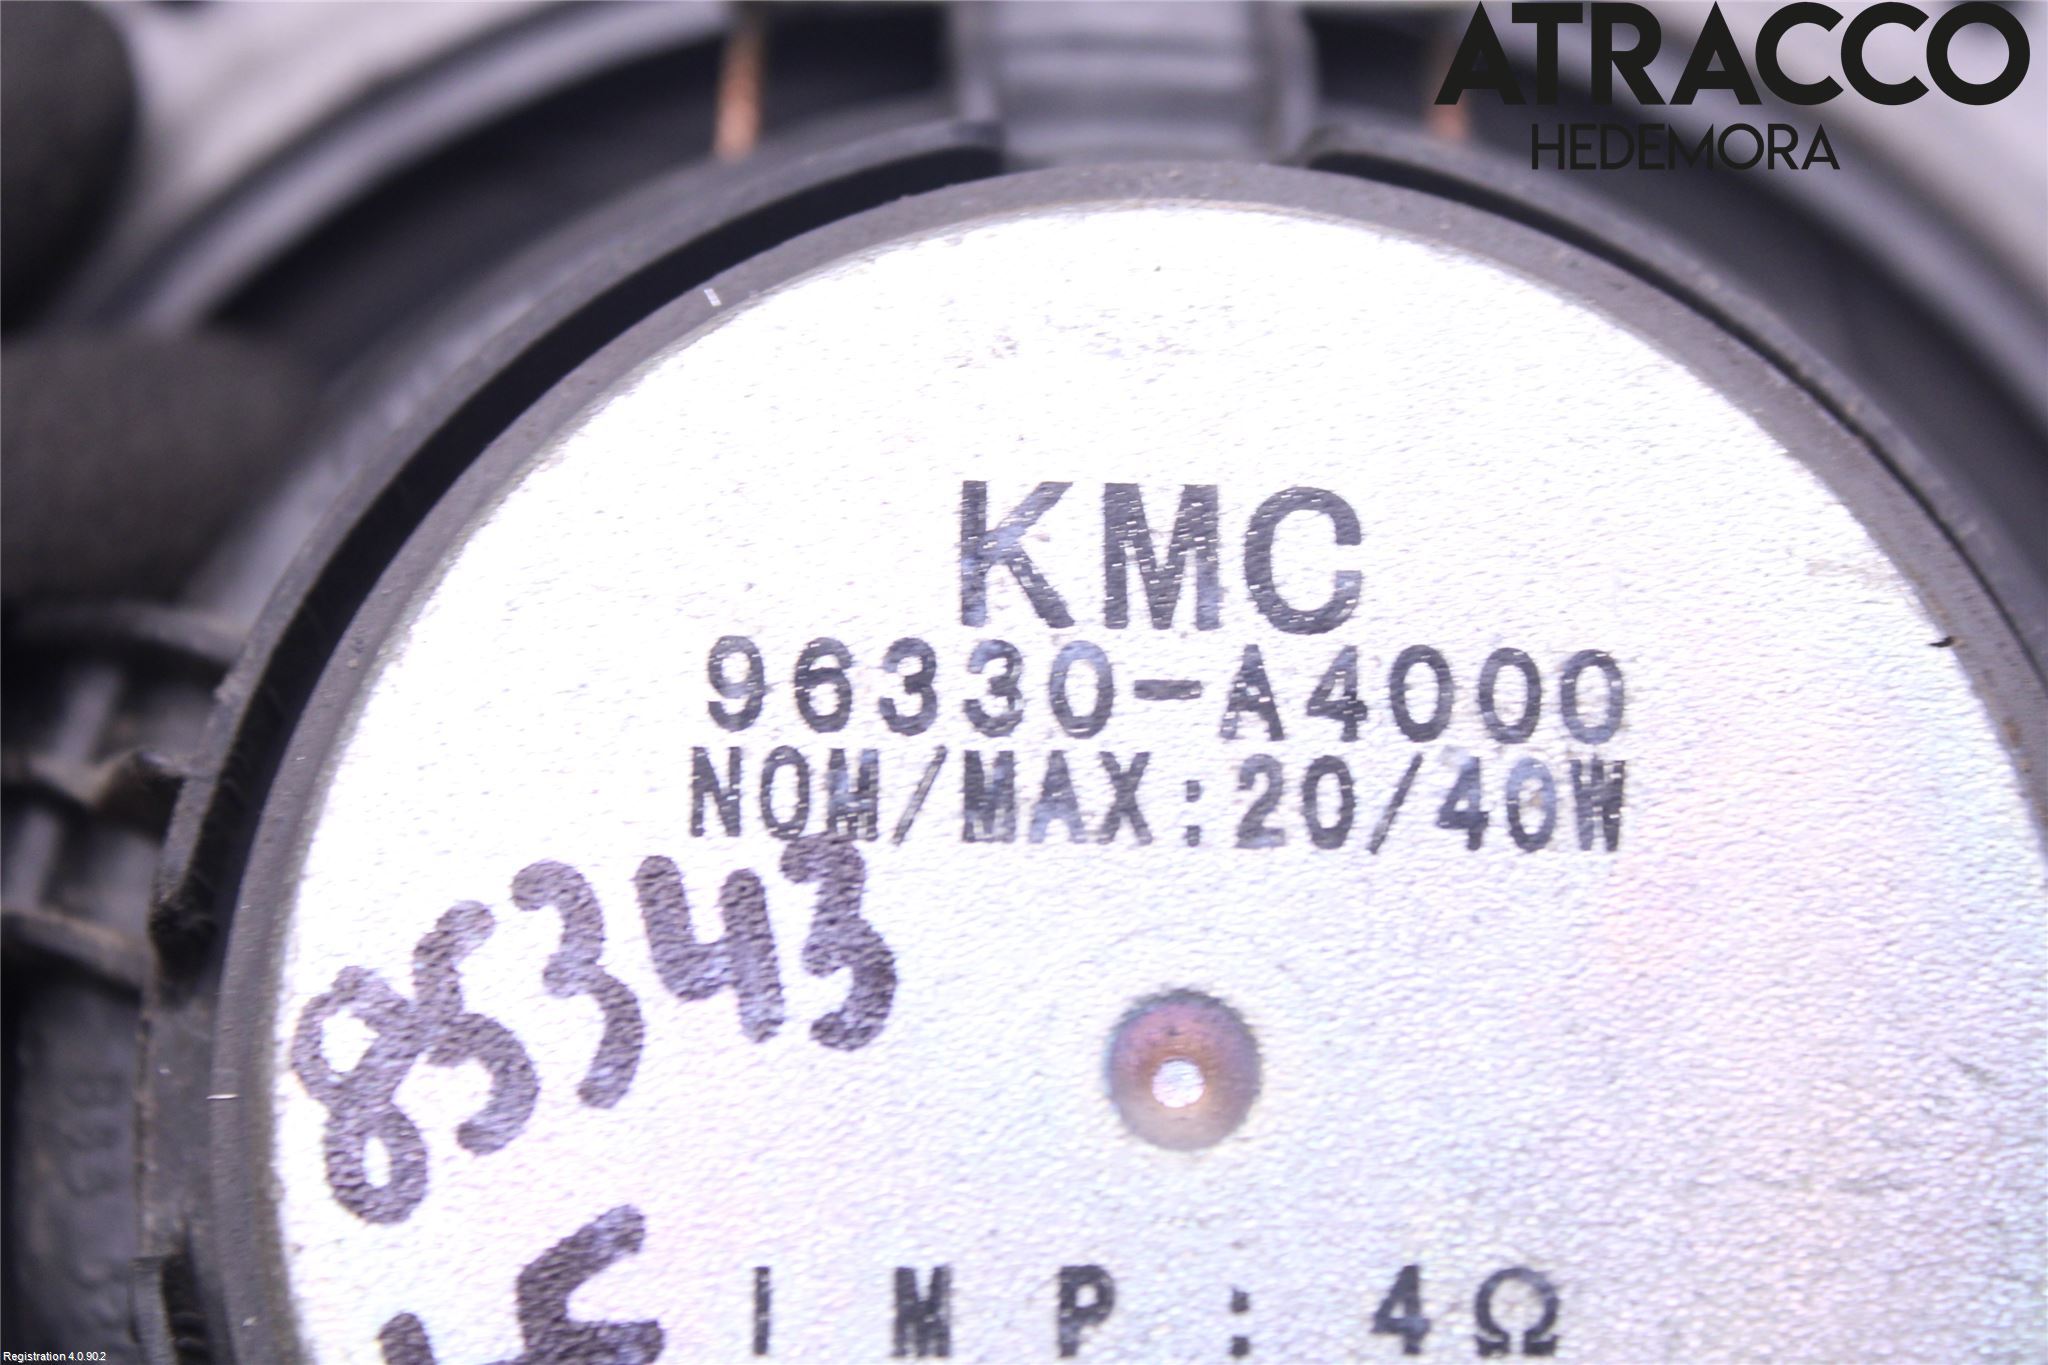 ATRACCO
HEDEMORA
KMC
96330-A4000
NOM/MAX:20/40W
85343
IMP: 4Ω
Registration 4.0.90.2